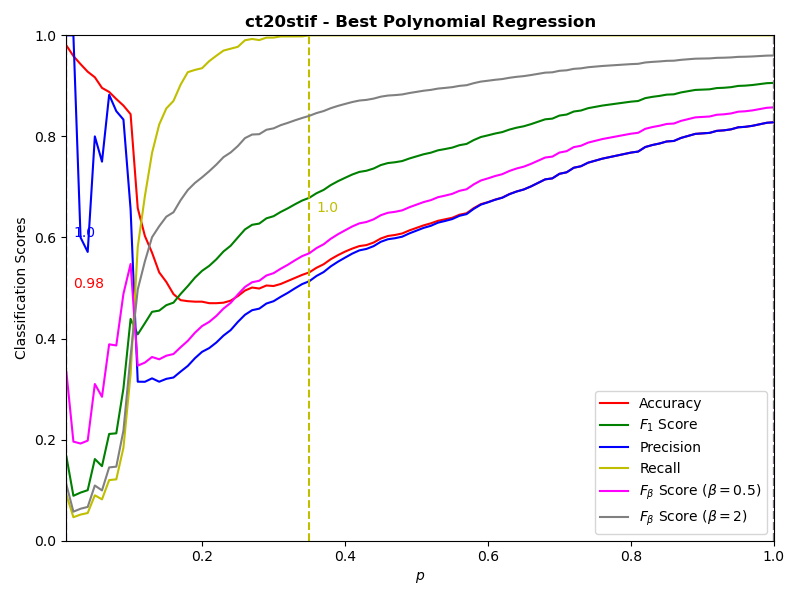 ct20stif - Best Polynomial Regression
Classification Scores
1.0
0.8
0.6
0.4
0.2
0.0
1.0
1.0
0.98
Accuracy
F₁ Score
Precision
Recall
Fᵦ Score (β = 0.5)
Fᵦ Score (β = 2)
0.2
0.4
0.6
0.8
1.0
p